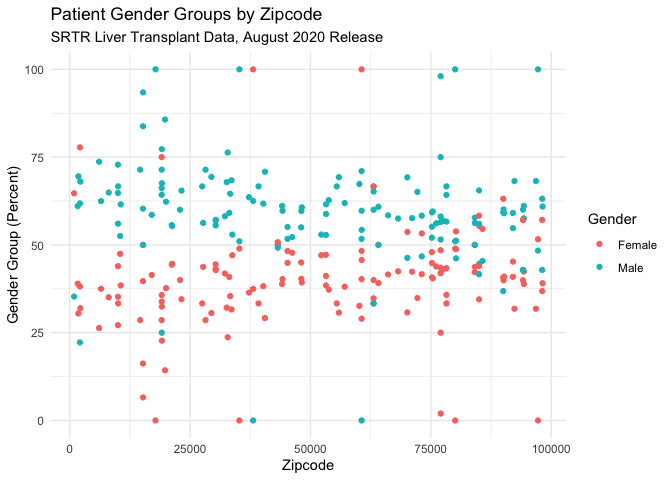 Patient Gender Groups by Zipcode
SRTR Liver Transplant Data, August 2020 Release
Gender Group (Percent)
100
75
50
25
0
0
25000
50000
75000
100000
Zipcode
Gender
Female
Male